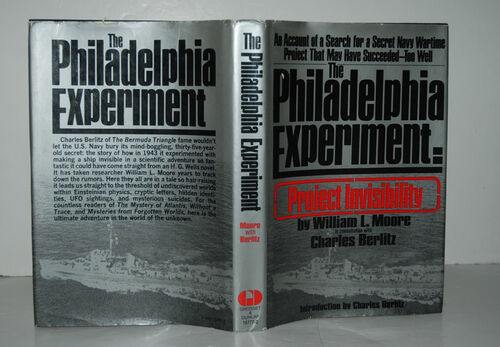 The
Philadelphia
Experiment
Charles Berlitz of The Bermuda Triangle fame wouldn't
let the U.S. Navy bury its mind-boggling, thirty-five-year-
old secret: the story of how in 1943 it experimented with
making a ship invisible in a scientific adventure so fan-
tastic it could have come straight from an H.G. Wells novel.
It has taken researcher William L. Moore years to track
down the rumors. Here they all are in a tale so hair-raising
it leads us straight to the threshold of undiscovered worlds
within Einsteinian physics, cryptic letters, hidden identi-
ties, UFO sightings, and mysterious suicides. For the
countless readers of The Mystery of Atlantis, Without a
Trace, and Mysteries from Forgotten Worlds, here is the
ultimate adventure in the world of the unknown.
The Philadelphia Experiment
Moore
with
Berlitz
GROSSET
&
DUNLAP
An Account of a Search for a Secret Navy Wartime
Project That May Have Succeeded—Too Well
The
Philadelphia
Experiment:
Project Invisibility
by William L. Moore
in consultation with
Charles Berlitz
Introduction by Charles Berlitz